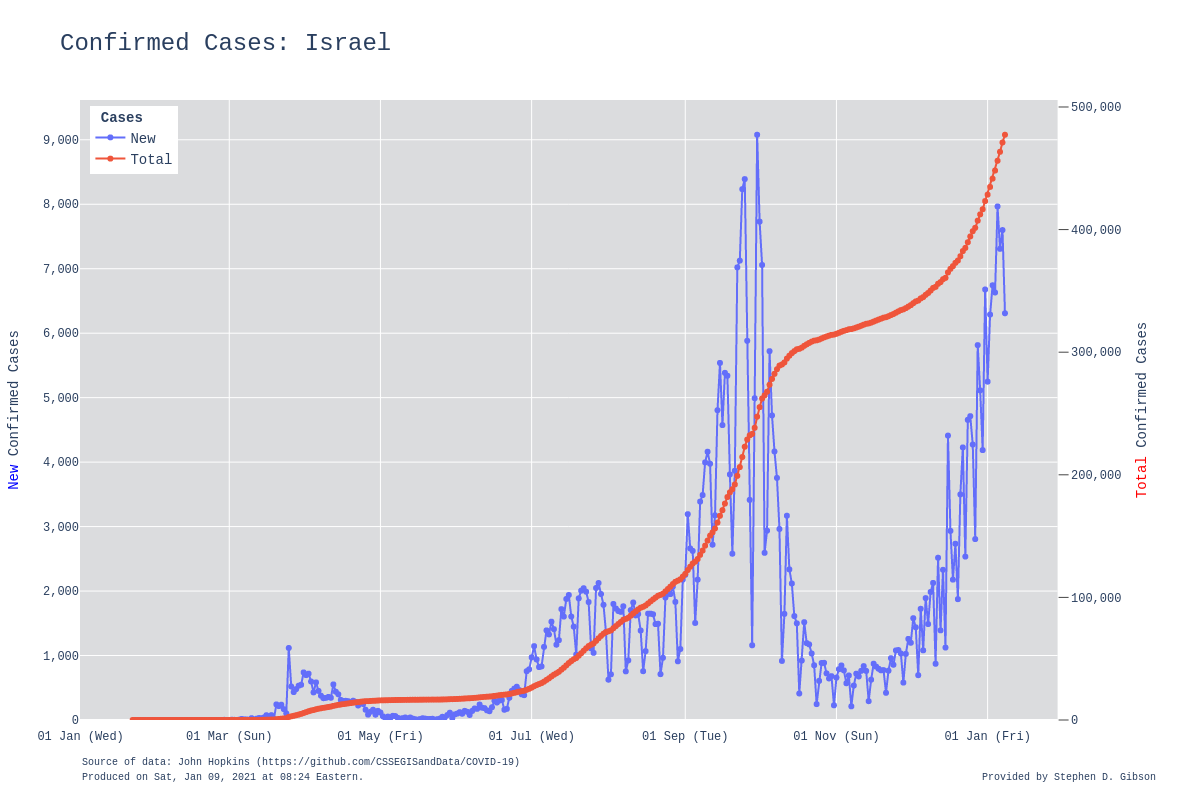 Confirmed Cases: Israel
Cases
New
Total
9,000
8,000
7,000
6,000
5,000
4,000
3,000
2,000
1,000
0
New Confirmed Cases
500,000
400,000
300,000
200,000
100,000
0
Total Confirmed Cases
01 Jan (Wed) 01 Mar (Sun) 01 May (Fri) 01 Jul (Wed) 01 Sep (Tue) 01 Nov (Sun) 01 Jan (Fri)
Source of data: John Hopkins (https://github.com/CSSEGISandData/COVID-19)
Produced on Sat, Jan 09, 2021 at 08:24 Eastern.
Provided by Stephen D. Gibson